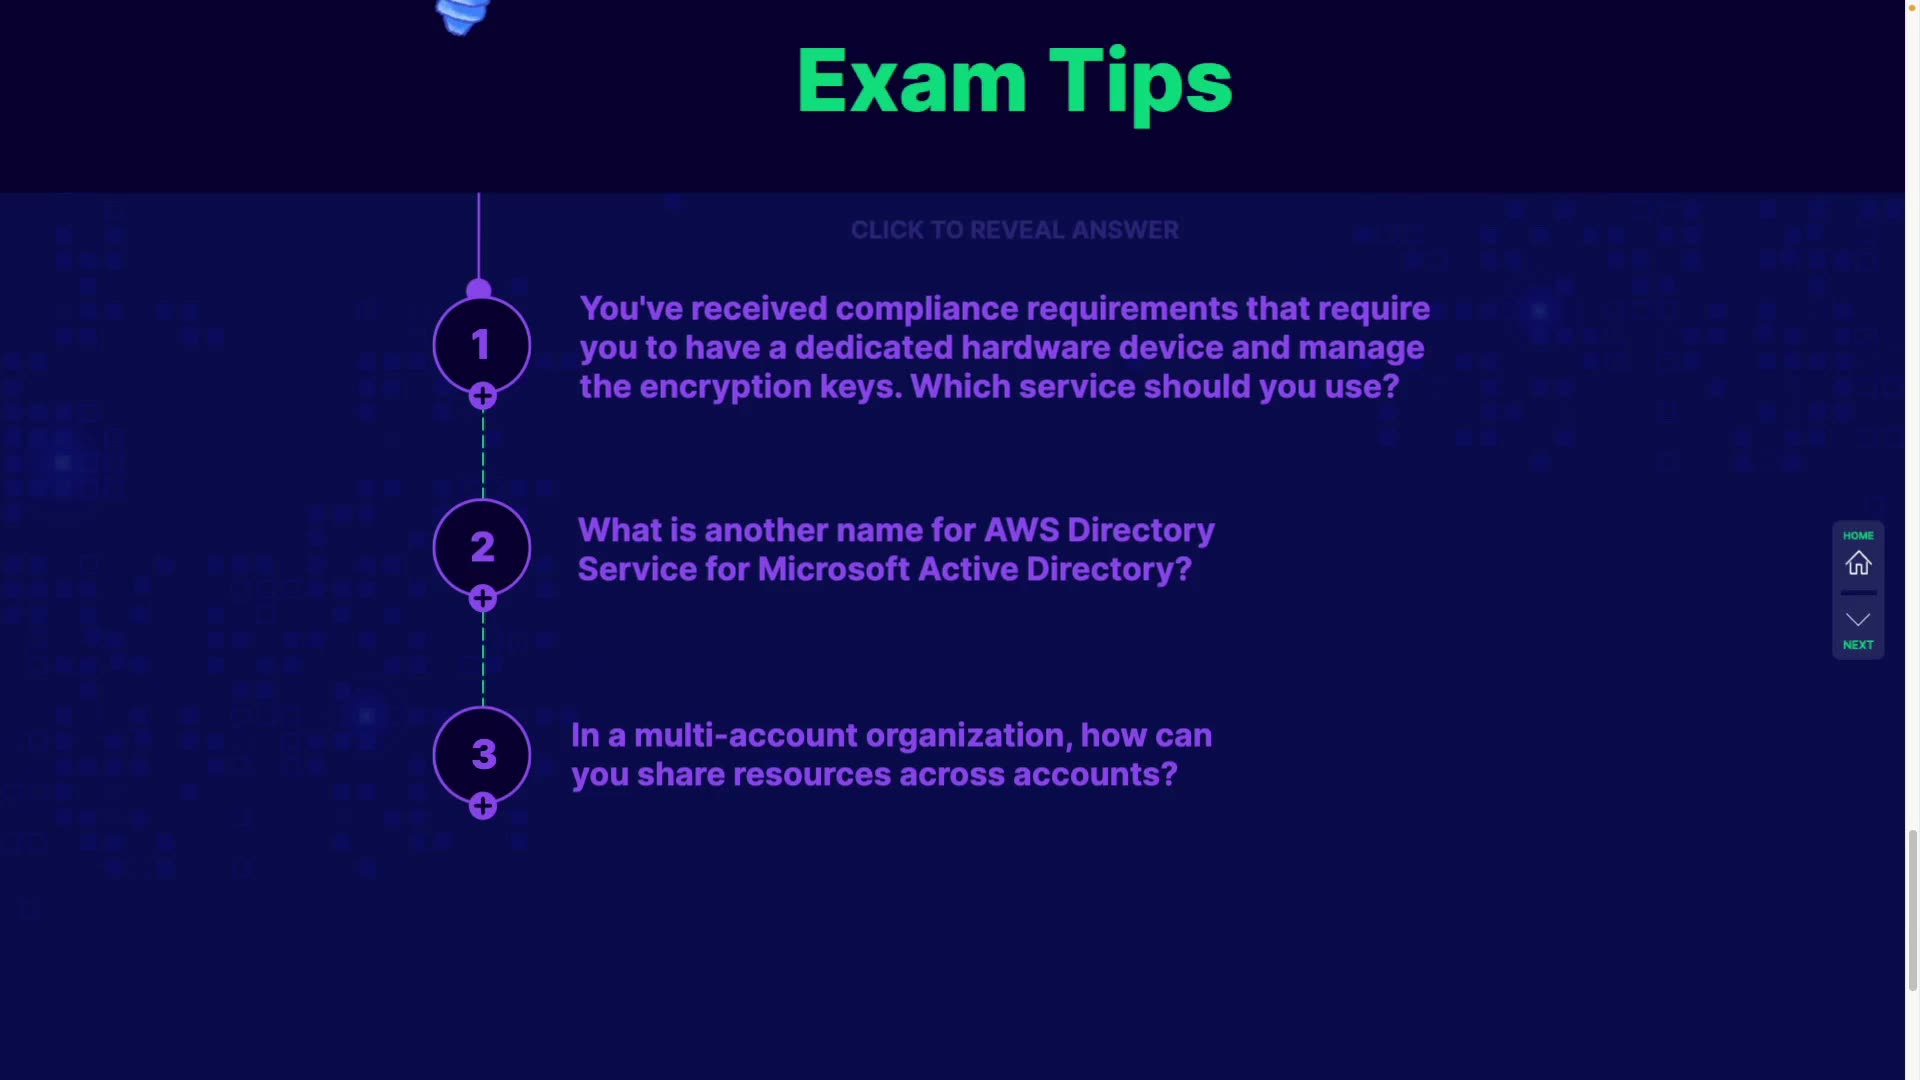 Exam Tips
CLICK TO REVEAL ANSWER
1
You've received compliance requirements that require
you to have a dedicated hardware device and manage
the encryption keys. Which service should you use?
2
What is another name for AWS Directory
Service for Microsoft Active Directory?
3
In a multi-account organization, how can
you share resources across accounts?
HOME
NEXT